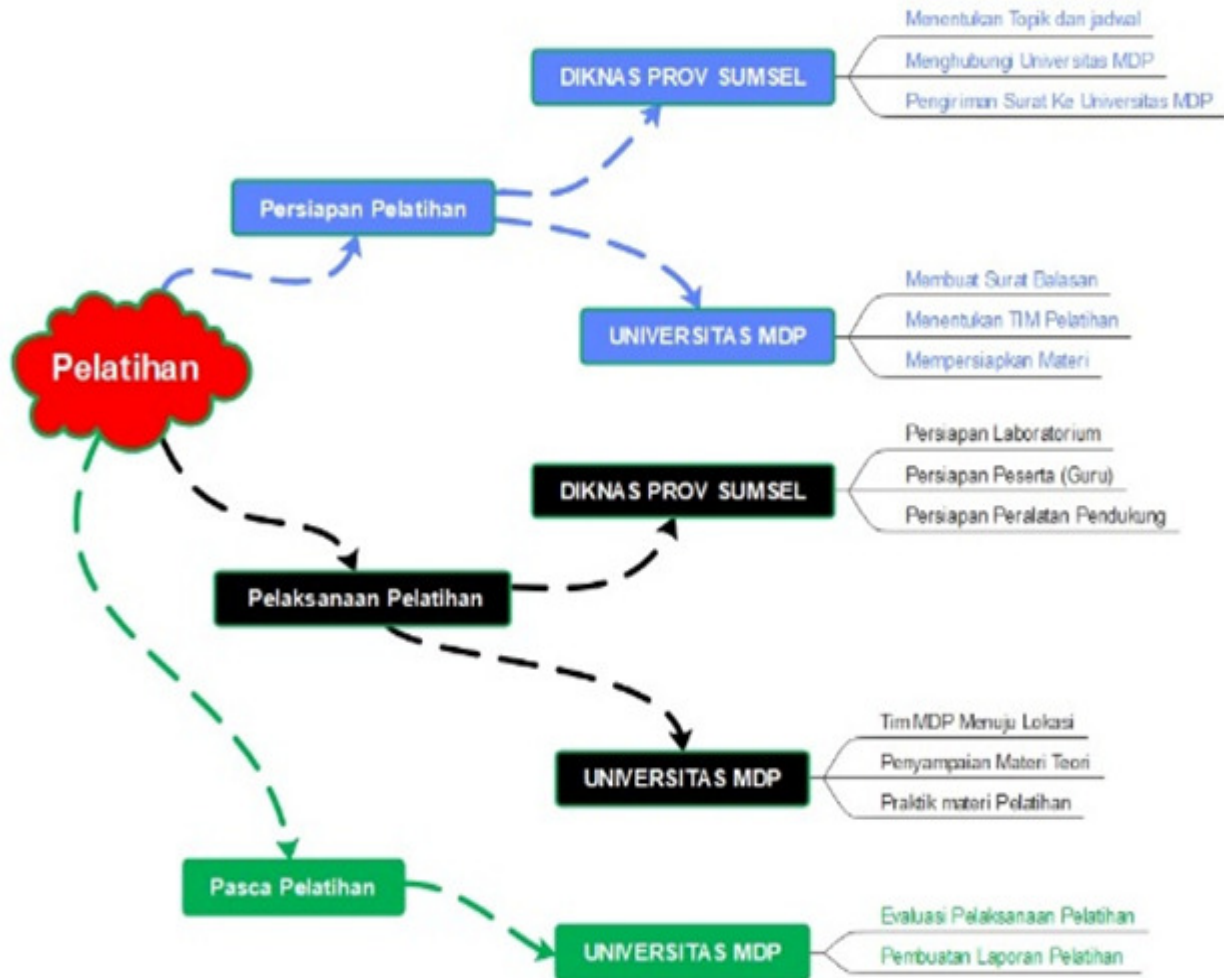 Pelatihan
Persiapan Pelatihan
DIKNAS PROV SUMSEL
Menentukan Topik dan jadwal
Menghubungi Universitas MDP
Pengiriman Surat Ke Universitas MDP
UNIVERSITAS MDP
Membuat Surat Balasan
Menentukan TIM Pelatihan
Mempersiapkan Materi
Pelaksanaan Pelatihan
DIKNAS PROV SUMSEL
Persiapan Laboratorium
Persiapan Peserta (Guru)
Persiapan Peralatan Pendukung
UNIVERSITAS MDP
Tim MDP Menuju Lokasi
Penyampaian Materi Teori
Praktik materi Pelatihan
Pasca Pelatihan
UNIVERSITAS MDP
Evaluasi Pelaksanaan Pelatihan
Pembuatan Laporan Pelatihan